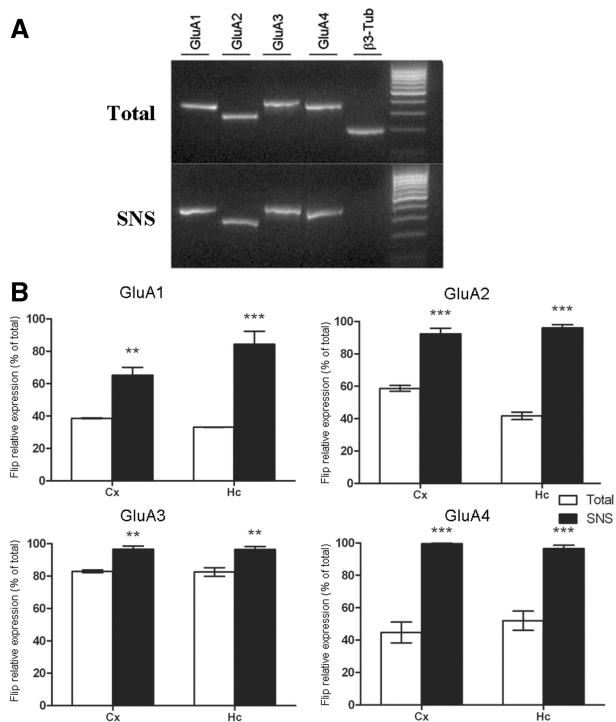 A
GluA1 GluA2 GluA3 GluA4 β3-Tub
Total
SNS
B
GluA1
Flip relative expression (% of total)
100
80
60
40
20
0
**
***
Cx Hc
GluA2
Flip relative expression (% of total)
100
80
60
40
20
0
***
***
Cx Hc
Total
SNS
GluA3
Flip relative expression (% of total)
100
80
60
40
20
0
**
**
Cx Hc
GluA4
Flip relative expression (% of total)
100
80
60
40
20
0
***
***
Cx Hc